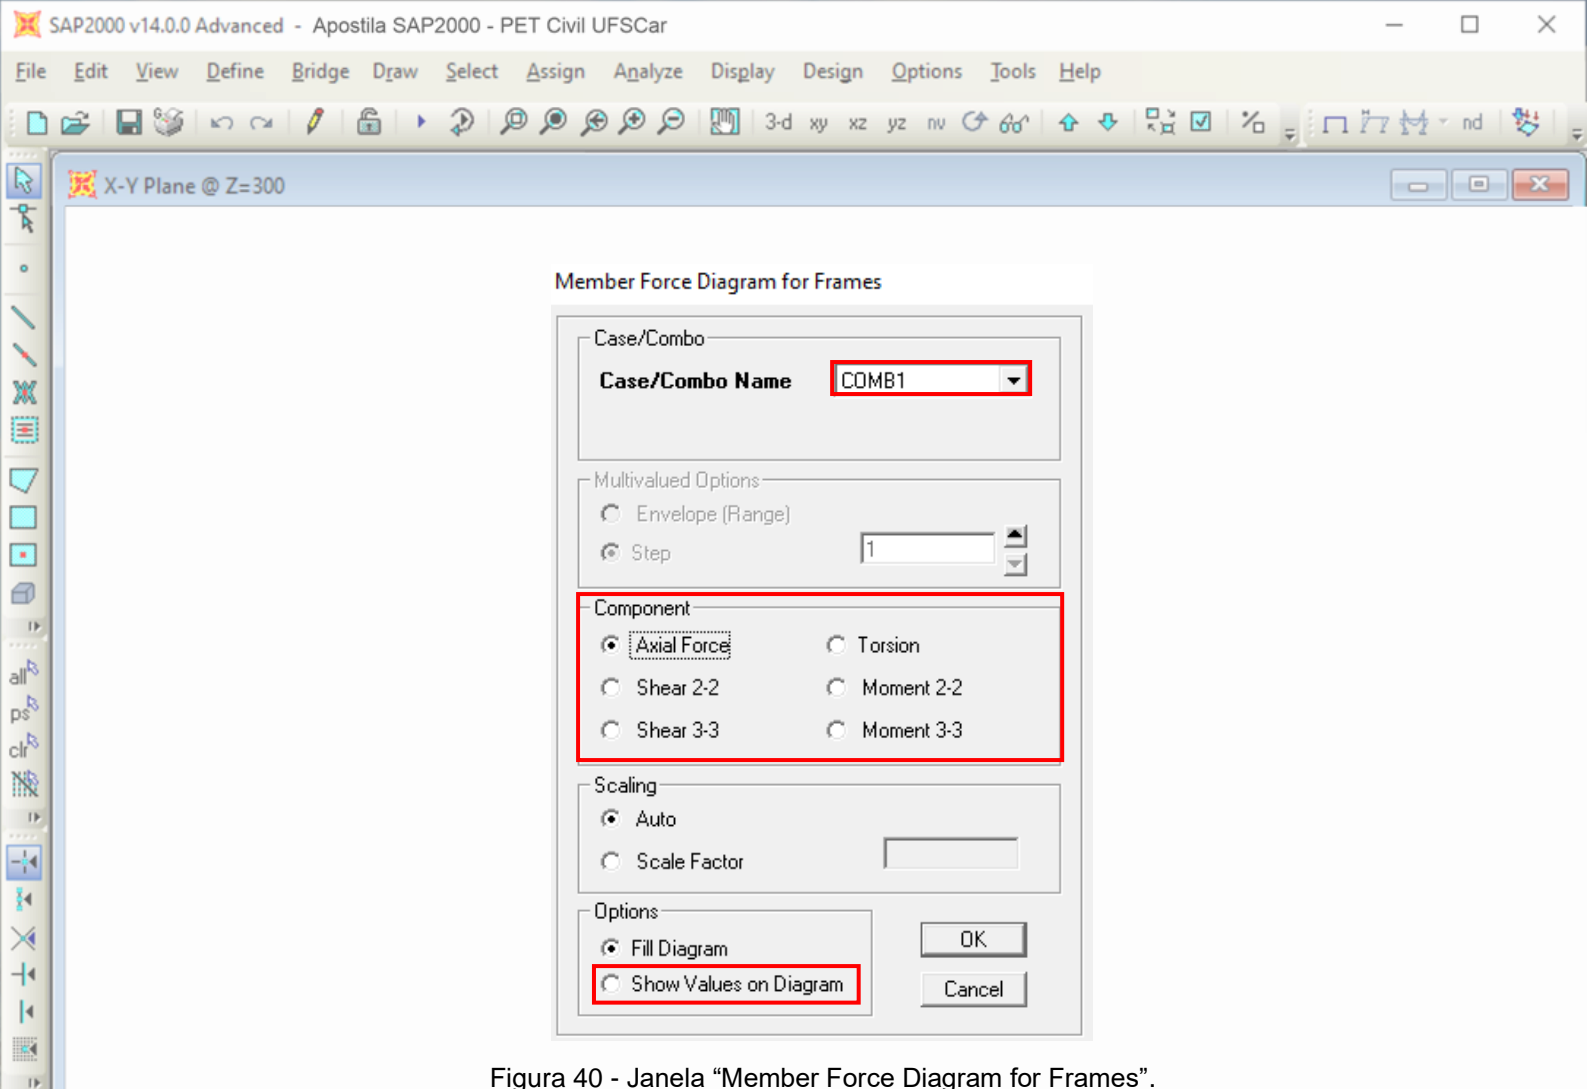 SAP2000 v14.0.0 Advanced - Apostila SAP2000 - PET Civil UFSCar
File Edit View Define Bridge Draw Select Assign Analyze Display Design Options Tools Help
3-d xy xz yz nv nd
X-Y Plane @ Z=300
all
ps
clr
Member Force Diagram for Frames
Case/Combo
Case/Combo Name COMB1
Multivalued Options
Envelope (Range)
Step 1
Component
Axial Force Torsion
Shear 2-2 Moment 2-2
Shear 3-3 Moment 3-3
Scaling
Auto
Scale Factor
Options
Fill Diagram OK
Show Values on Diagram Cancel
Figura 40 - Janela “Member Force Diagram for Frames”.